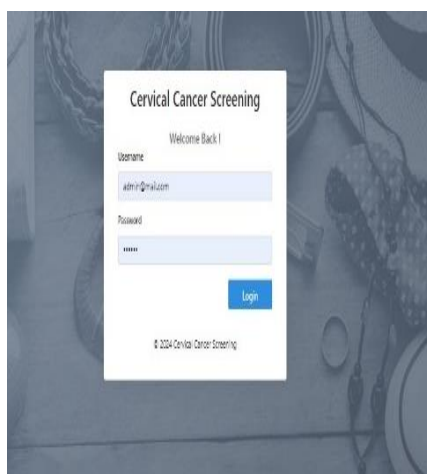 Cervical Cancer Screening
Welcome Back !
Username
admin@mail.com
Password
••••••
Login
© 2024 Cervical Cancer Screening